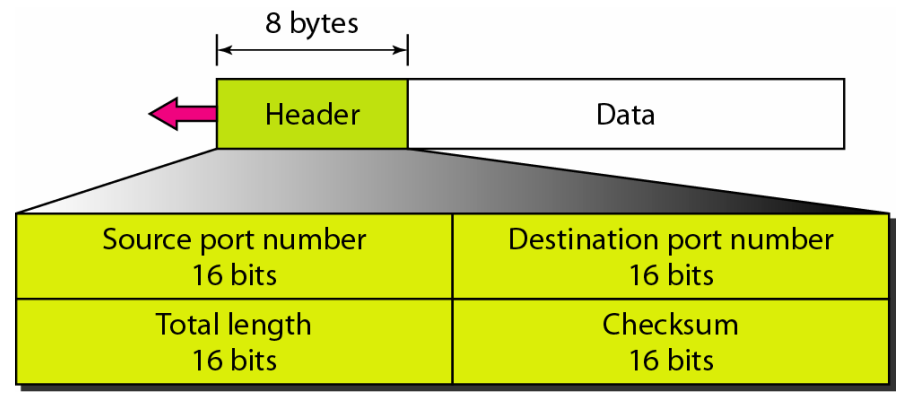 8 bytes
Header
Data
Source port number
16 bits
Destination port number
16 bits
Total length
16 bits
Checksum
16 bits